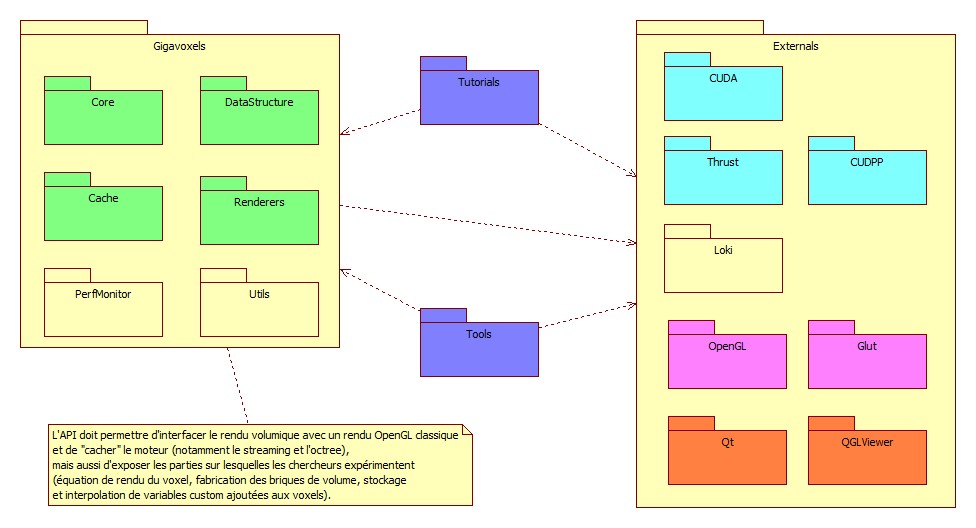 Gigavoxels
Core
DataStructure
Cache
Renderers
PerfMonitor
Utils
Tutorials
Tools
Externals
CUDA
Thrust
CUDPP
Loki
OpenGL
Glut
Qt
QGLViewer
L'API doit permettre d'interfacer le rendu volumique avec un rendu OpenGL classique
et de "cacher" le moteur (notamment le streaming et l'octree),
mais aussi d'exposer les parties sur lesquelles les chercheurs expérimentent
(équation de rendu du voxel, fabrication des briques de volume, stockage
et interpolation de variables custom ajoutées aux voxels).